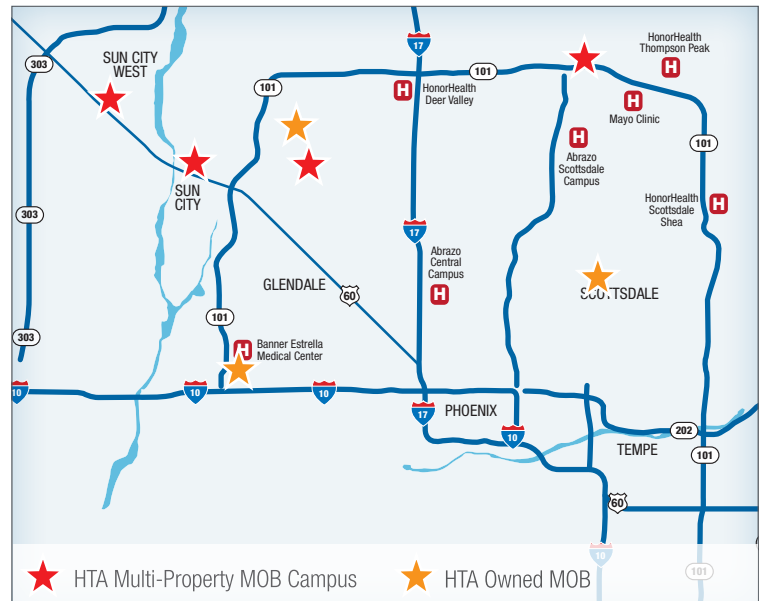 17
HonorHealth
Thompson Peak
H
SUN CITY
WEST
303
101
101
H
HonorHealth
Deer Valley
H
Mayo Clinic
H
Abrazo
Scottsdale
Campus
101
SUN
CITY
HonorHealth
Scottsdale
Shea
H
303
17
Abrazo
Central
Campus
H
GLENDALE
60
SCOTTSDALE
101
303
H
Banner Estrella
Medical Center
10
10
10
17
PHOENIX
10
202
TEMPE
101
60
10
101
HTA Multi-Property MOB Campus
HTA Owned MOB